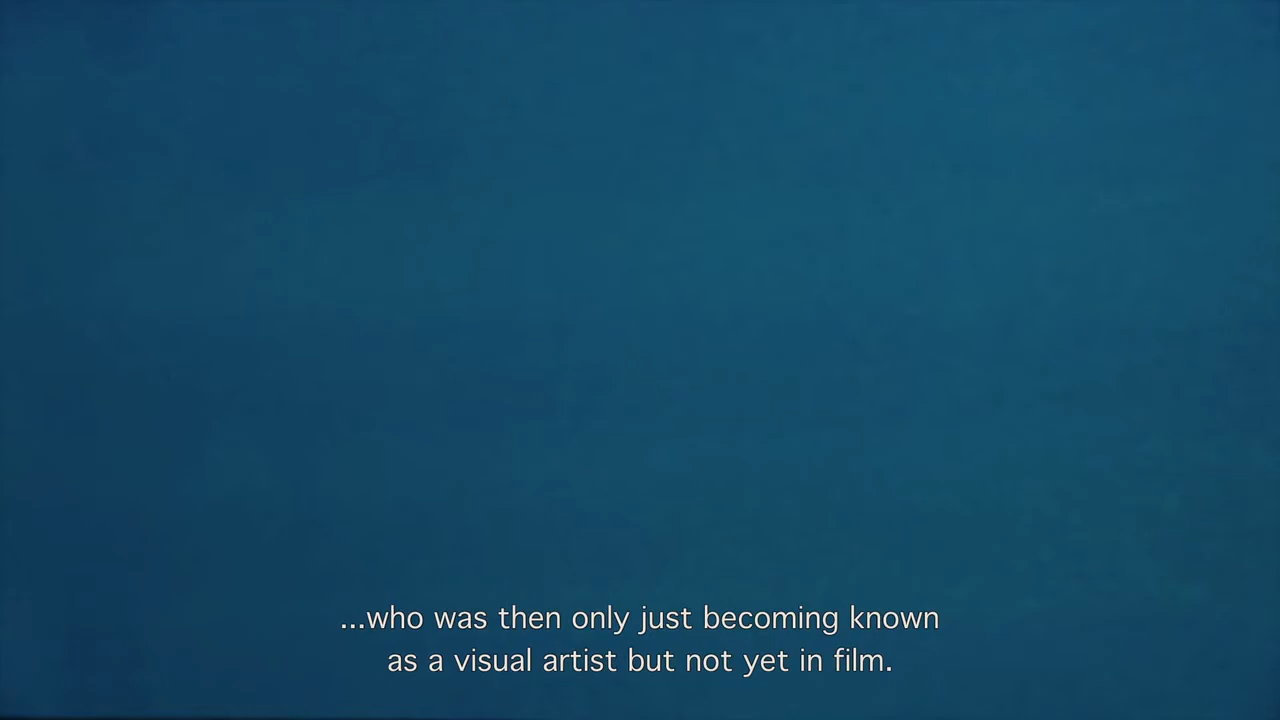 ...who was then only just becoming known
as a visual artist but not yet in film.